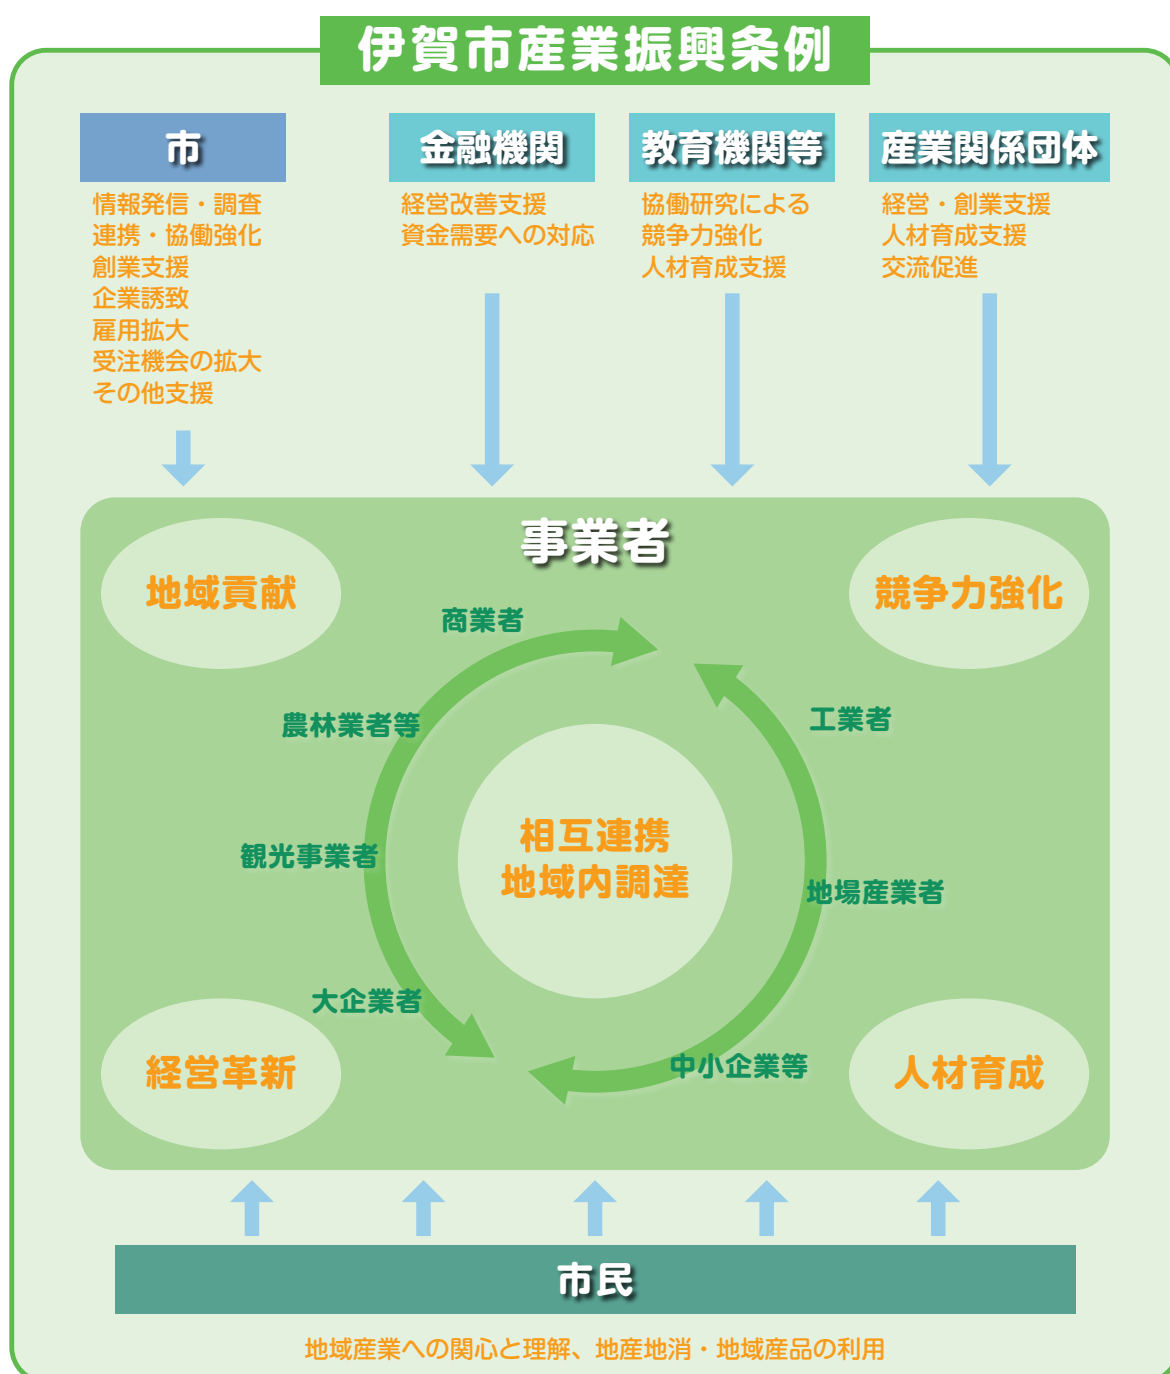 伊賀市産業振興条例
市
情報発信・調査
連携・協働強化
創業支援
企業誘致
雇用拡大
受注機会の拡大
その他支援
金融機関
経営改善支援
資金需要への対応
教育機関等
協働研究による
競争力強化
人材育成支援
産業関係団体
経営・創業支援
人材育成支援
交流促進
事業者
地域貢献
競争力強化
商業者
農林業者等
工業者
観光事業者
相互連携
地域内調達
地場産業者
大企業者
中小企業等
経営革新
人材育成
市民
地域産業への関心と理解、地産地消・地域産品の利用